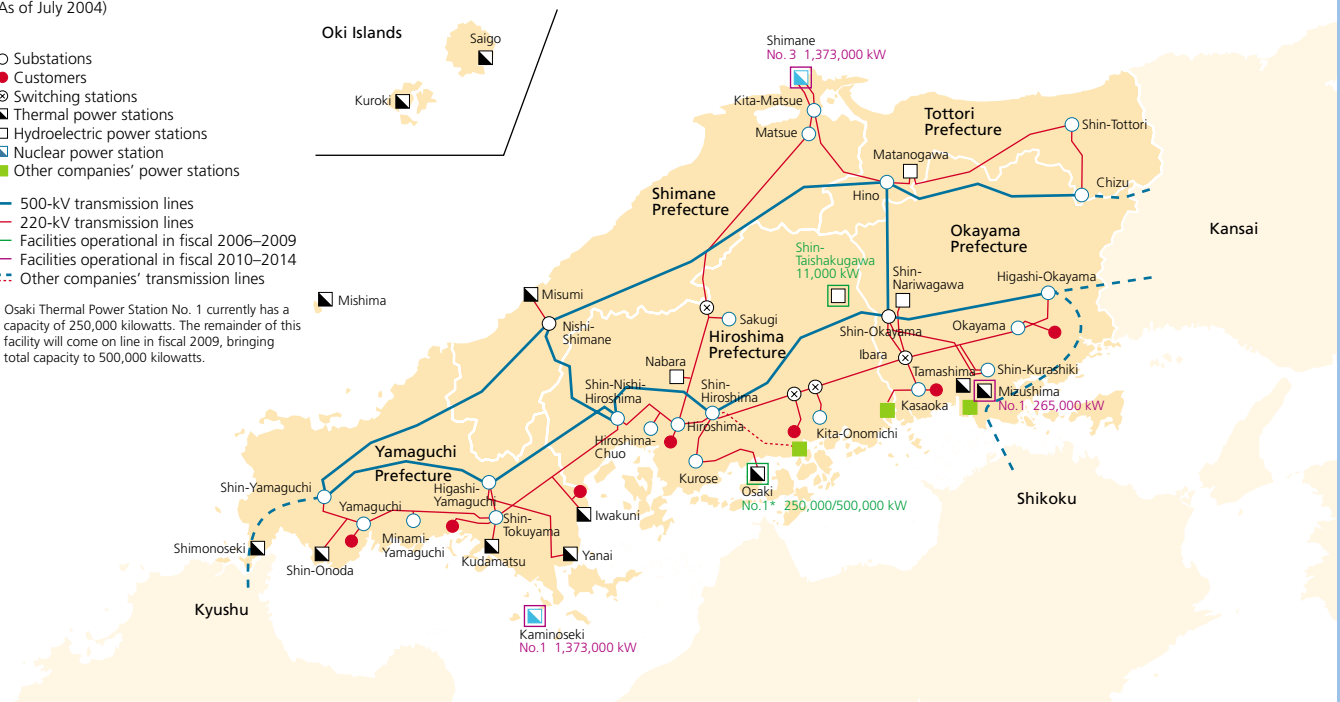 As of July 2004)
Substations
Customers
Switching stations
Thermal power stations
Hydroelectric power stations
Nuclear power station
Other companies’ power stations
500-kV transmission lines
220-kV transmission lines
Facilities operational in fiscal 2006–2009
Facilities operational in fiscal 2010–2014
Other companies’ transmission lines
Osaki Thermal Power Station No. 1 currently has a
capacity of 250,000 kilowatts. The remainder of this
facility will come on line in fiscal 2009, bringing
total capacity to 500,000 kilowatts.
Oki Islands
Saigo
Kuroki
Shimane
No. 3 1,373,000 kW
Kita-Matsue
Matsue
Tottori
Prefecture
Shin-Tottori
Matanogawa
Chizu
Hino
Shimane
Prefecture
Okayama
Prefecture
Kansai
Shin-
Taishakugawa
11,000 kW
Shin-
Nariwagawa
Higashi-Okayama
Mishima
Misumi
Nishi-
Shimane
Sakugi
Hiroshima
Prefecture
Shin-Okayama
Okayama
Ibara
Nabara
Tamashima
Shin-Kurashiki
Shin-Nishi-
Hiroshima
Shin-
Hiroshima
Mizushima
No.1 265,000 kW
Kasaoka
Hiroshima
Kita-Onomichi
Hiroshima-
Chuo
Yamaguchi
Prefecture
Kurose
Osaki
No.1* 250,000/500,000 kW
Shikoku
Shin-Yamaguchi
Higashi-
Yamaguchi
Yamaguchi
Shin-
Tokuyama
Iwakuni
Minami-
Yamaguchi
Shimonoseki
Shin-Onoda
Kudamatsu
Yanai
Kyushu
Kaminoseki
No.1 1,373,000 kW